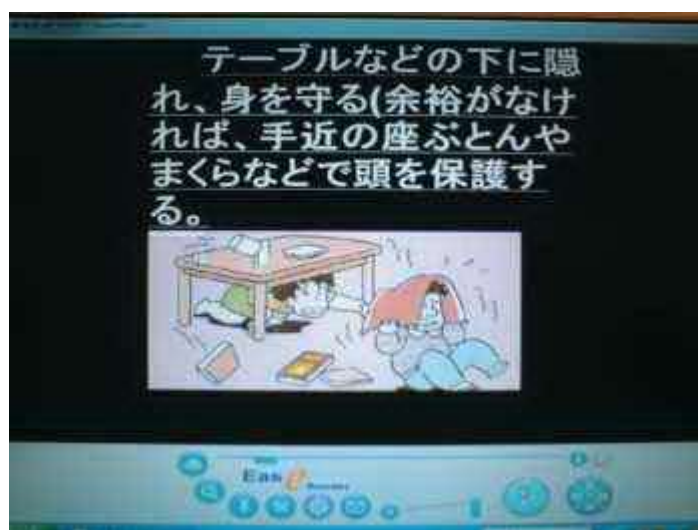 テーブルなどの下に隠
れ、身を守る(余裕がなけ
れば、手近の座ぶとんや
まくらなどで頭を保護す
る。
Eas e